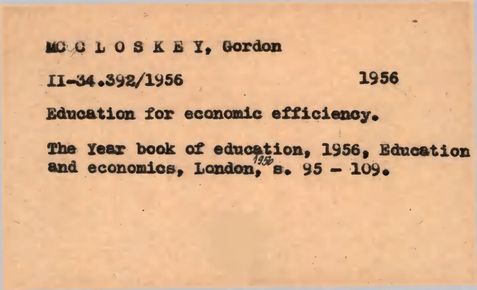 MC C L O S K E Y, Gordon
II-34.392/1956 1956
Education for economic efficiency.
The Year book of education, 1956, Education
and economics, London, 1956 s. 95 - 109.